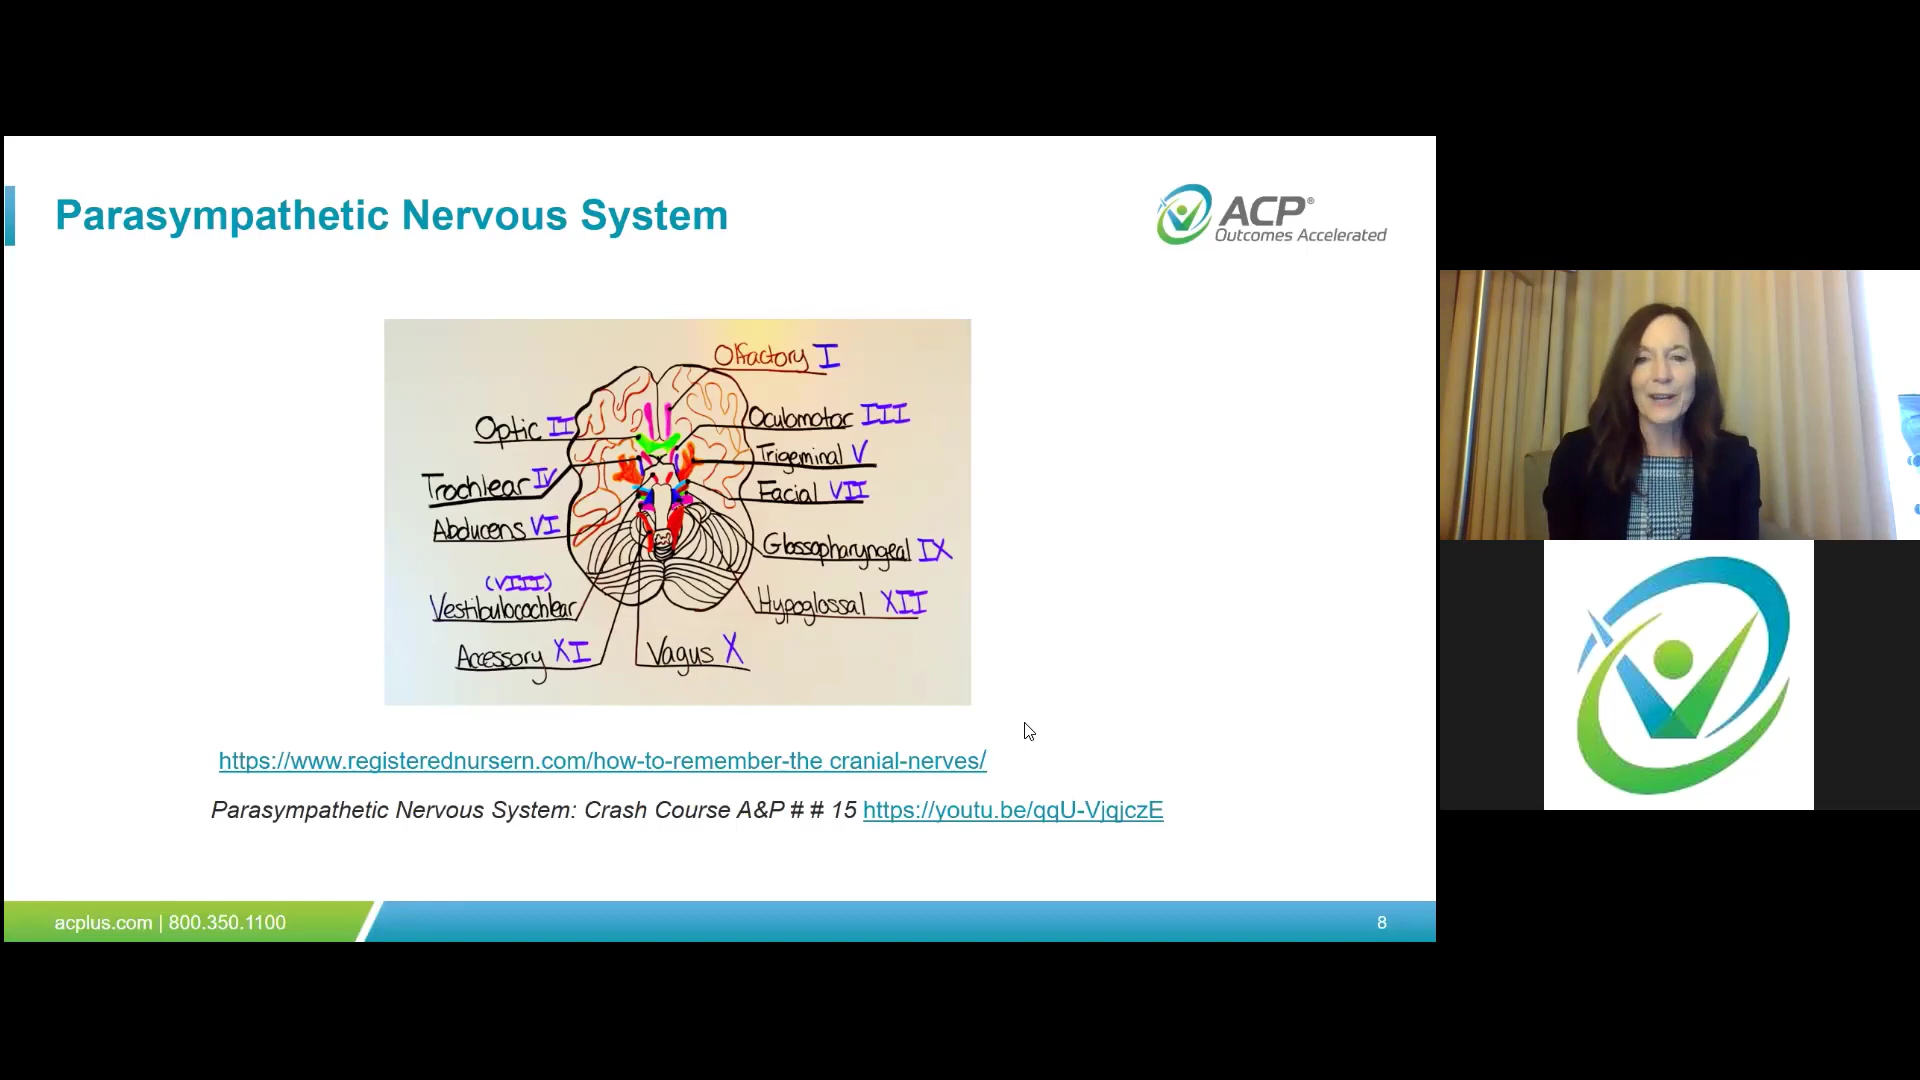 Parasympathetic Nervous System
ACP®
Outcomes Accelerated
Olfactory I
Optic II
Oculomotor III
Trigeminal V
Trochlear IV
Facial VII
Abducens VI
Glossopharyngeal IX
(VIII)
Vestibulocochlear
Hypoglossal XII
Accessory XI
Vagus X
https://www.registerednursern.com/how-to-remember-the cranial-nerves/
Parasympathetic Nervous System: Crash Course A&P # # 15 https://youtu.be/qqU-VjqjczE
acplus.com | 800.350.1100
8